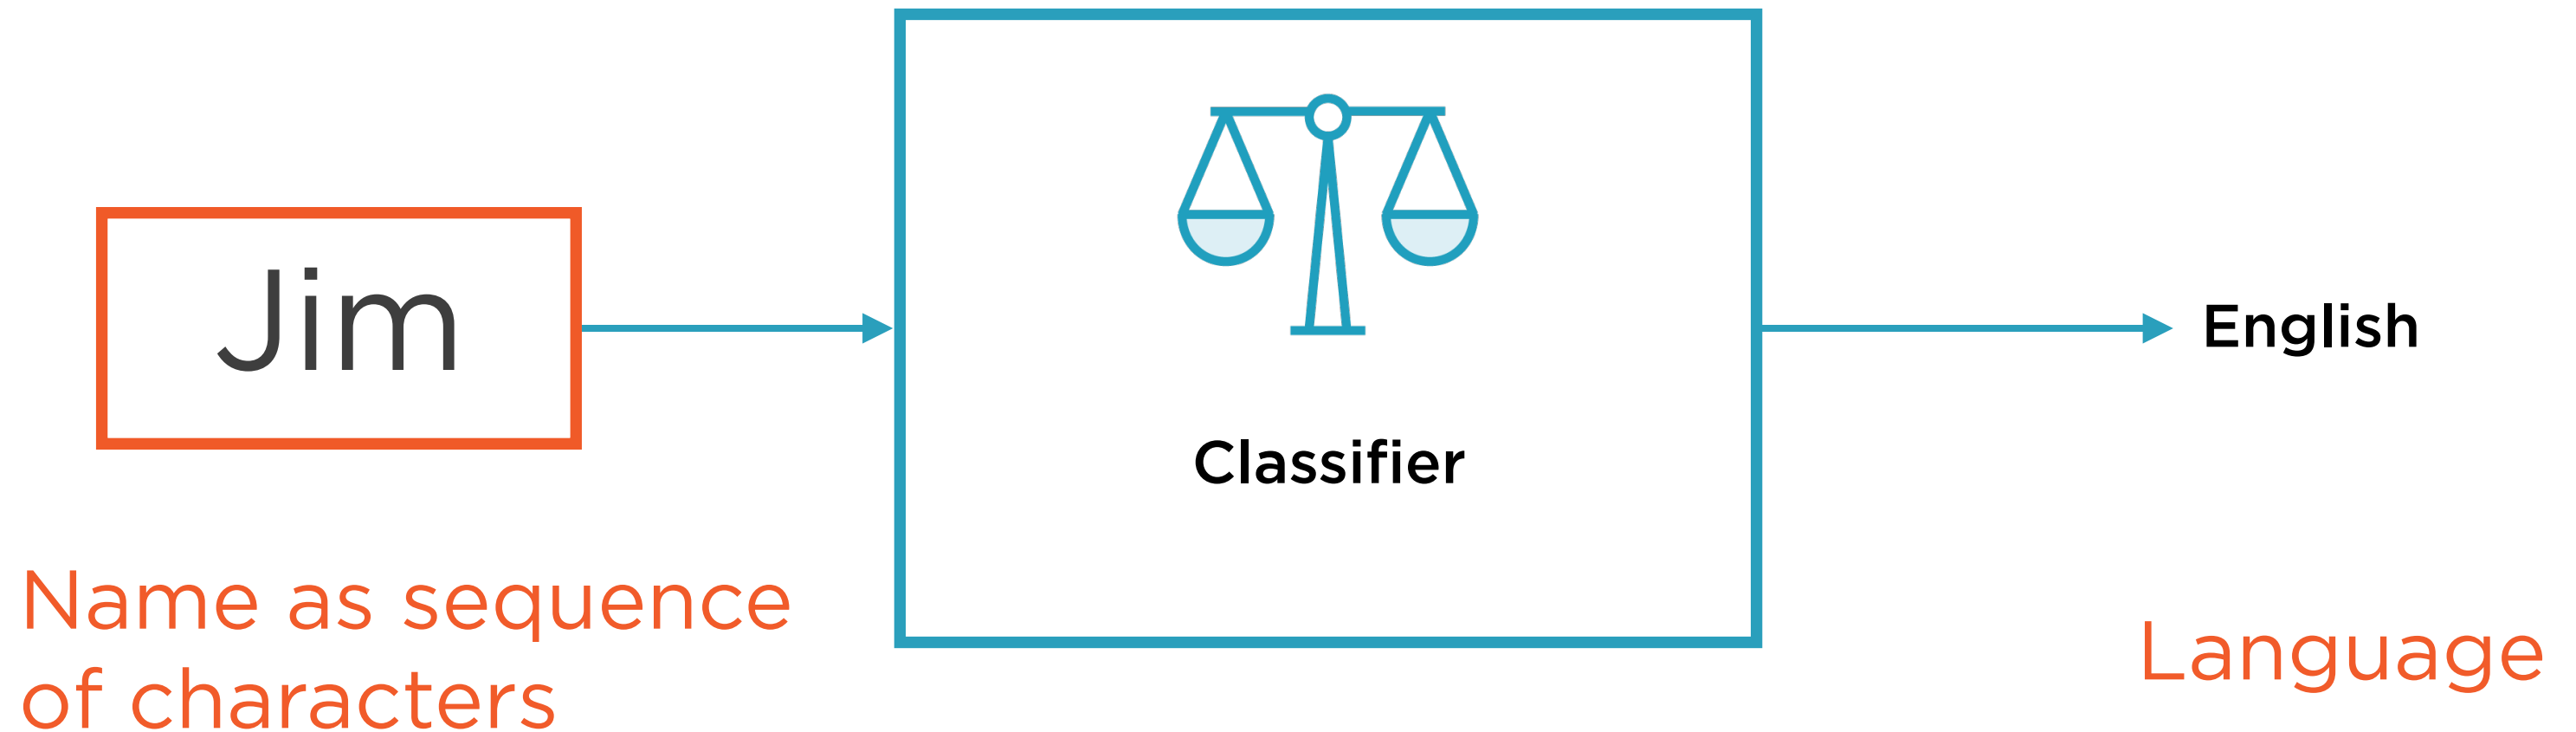 Jim
English
Classifier
Name as sequence
of characters
Language